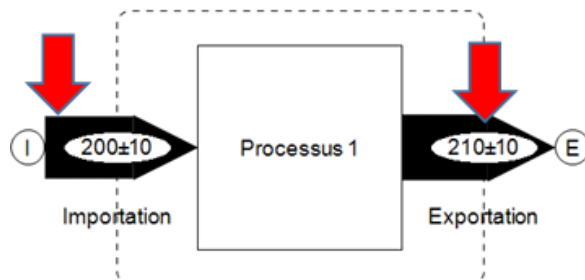 I
200±10
Importation
Processus 1
210±10
Exportation
E